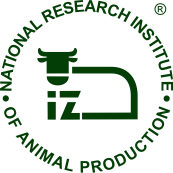 • NATIONAL RESEARCH INSTITUTE •
OF ANIMAL PRODUCTION
®
IZ